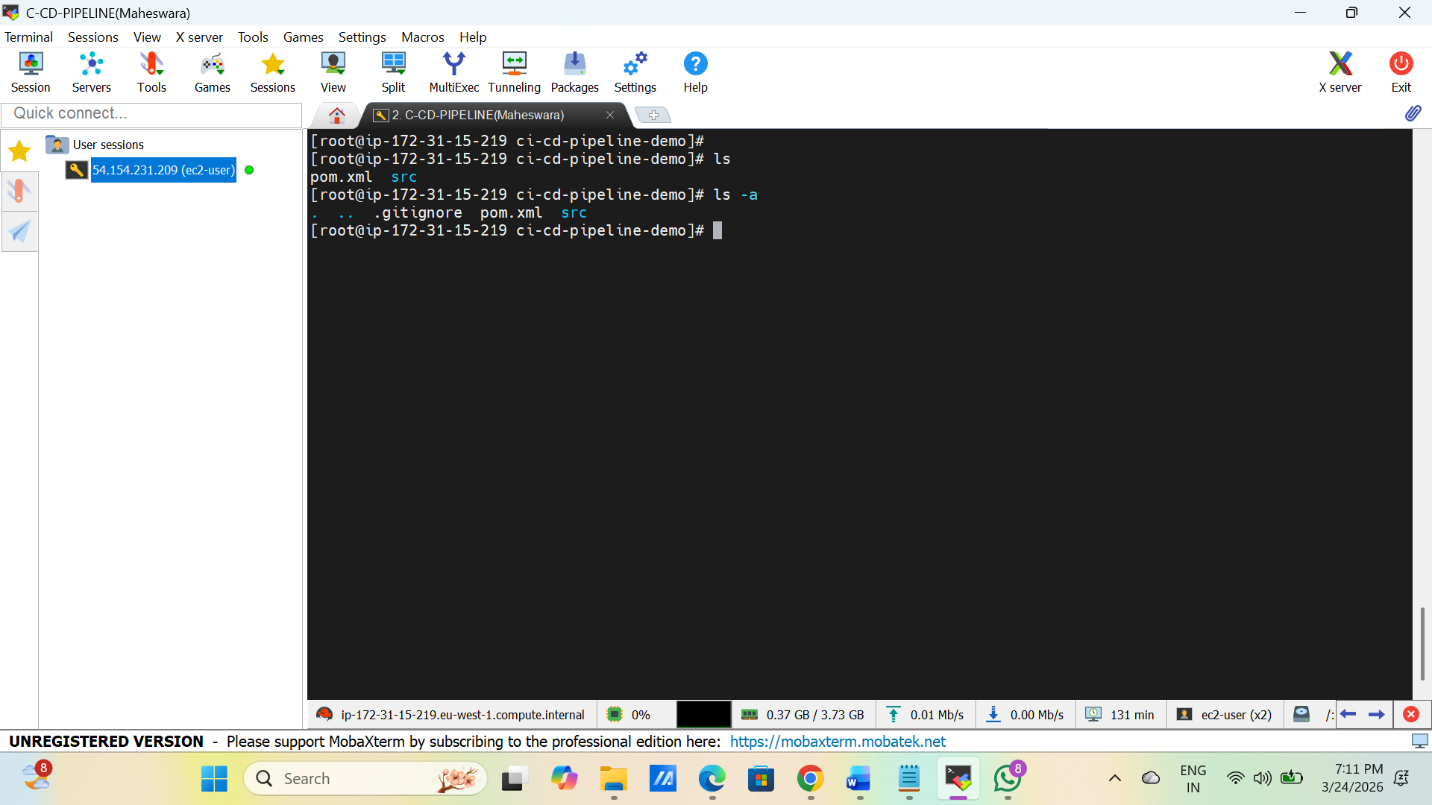 C-CD-PIPELINE(Maheswara)
Terminal Sessions View X server Tools Games Settings Macros Help
Session Servers Tools Games Sessions View Split MultiExec Tunneling Packages Settings Help X server Exit
Quick connect...
2. C-CD-PIPELINE(Maheswara)
User sessions
54.154.231.209 (ec2-user)
[root@ip-172-31-15-219 ci-cd-pipeline-demo]#
[root@ip-172-31-15-219 ci-cd-pipeline-demo]# ls
pom.xml src
[root@ip-172-31-15-219 ci-cd-pipeline-demo]# ls -a
. .. .gitignore pom.xml src
[root@ip-172-31-15-219 ci-cd-pipeline-demo]#
ip-172-31-15-219.eu-west-1.compute.internal 0% 0.37 GB / 3.73 GB 0.01 Mb/s 0.00 Mb/s 131 min ec2-user (x2) /:
UNREGISTERED VERSION - Please support MobaXterm by subscribing to the professional edition here: https://mobaxterm.mobatek.net
8 Search 8 ENG IN 7:11 PM
3/24/2026